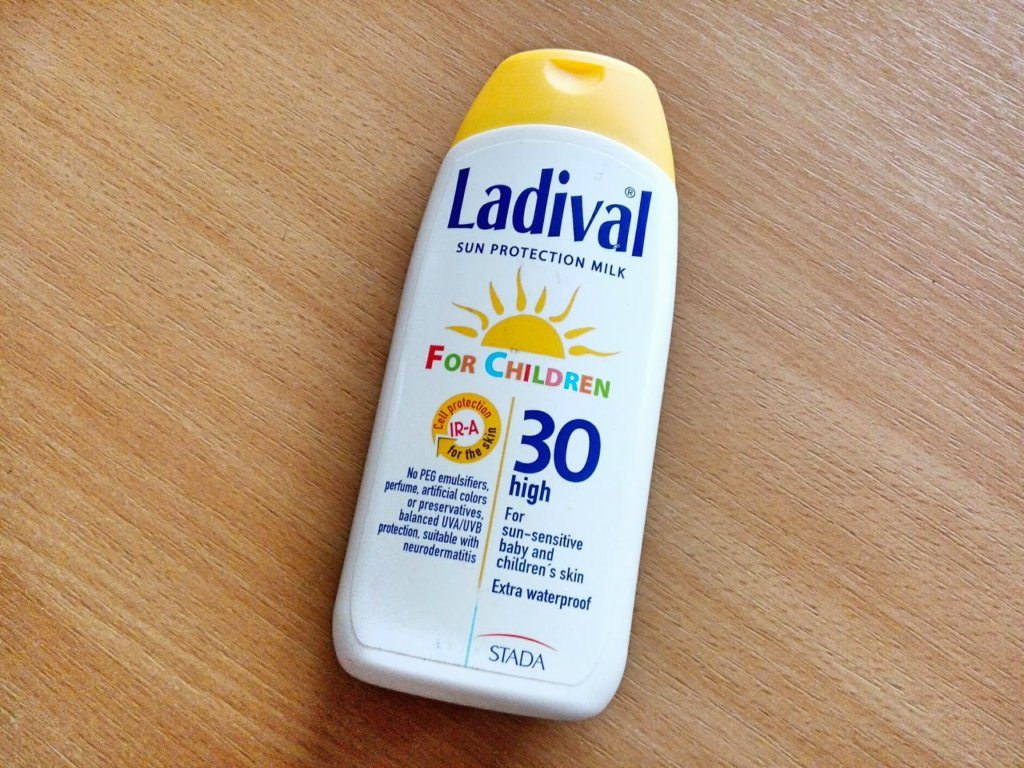 Ladival®
SUN PROTECTION MILK
FOR CHILDREN
Cell protection
IR-A
for the skin
No PEG emulsifiers,
perfume, artificial colors
or preservatives,
balanced UVA/UVB
protection, suitable with
neurodermatitis
30
high
For
sun-sensitive
baby and
children´s skin
Extra waterproof
STADA